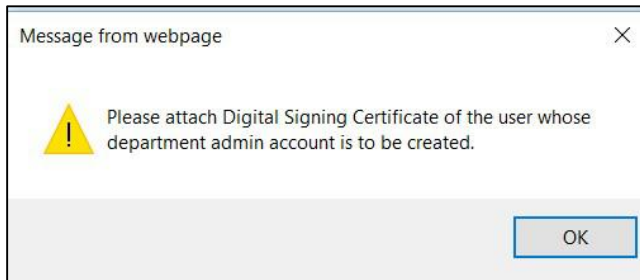 Message from webpage
Please attach Digital Signing Certificate of the user whose
department admin account is to be created.
OK